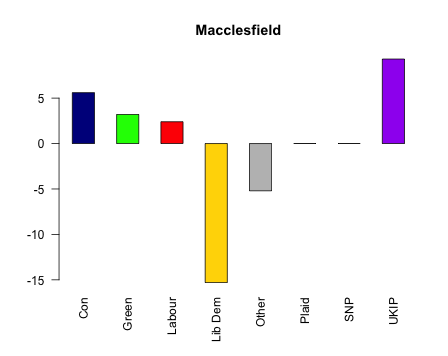 Macclesfield
5
0
-5
-10
-15
Con
Green
Labour
Lib Dem
Other
Plaid
SNP
UKIP